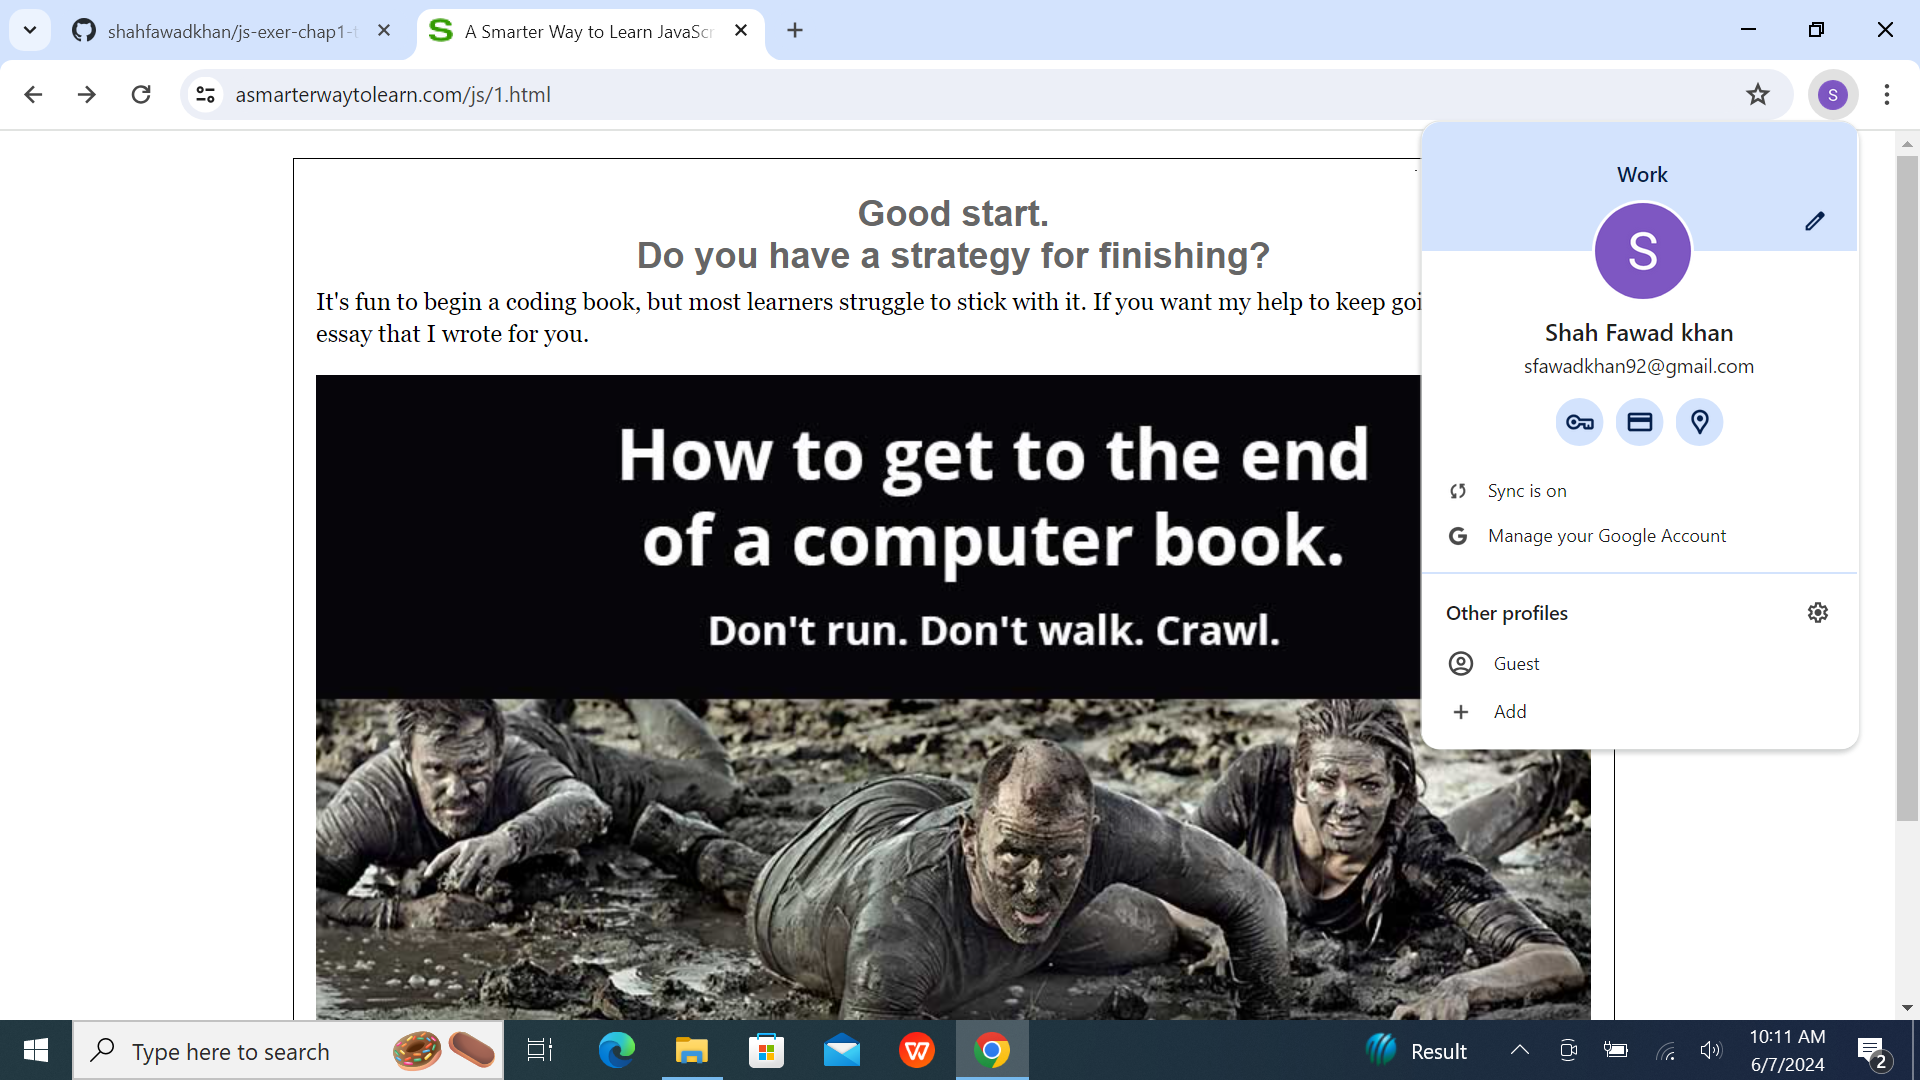 shahfawadkhan/js-exer-chap1-t
A Smarter Way to Learn JavaScr
asmarterwaytolearn.com/js/1.html
S
Good start.
Do you have a strategy for finishing?
It's fun to begin a coding book, but most learners struggle to stick with it. If you want my help to keep goi
essay that I wrote for you.
How to get to the end
of a computer book.
Don't run. Don't walk. Crawl.
Work
S
Shah Fawad khan
sfawadkhan92@gmail.com
Sync is on
Manage your Google Account
Other profiles
Guest
Add
Type here to search
Result
10:11 AM
6/7/2024
2